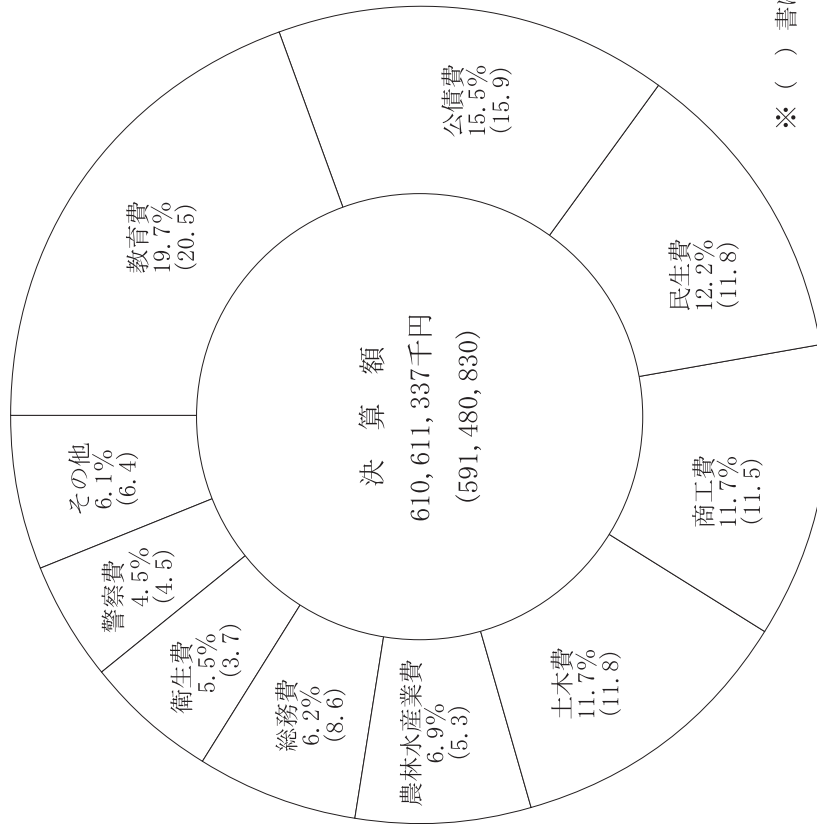 決 算 額
610,611,337千円
(591,480,830)
教育費
19.7%
(20.5)
公債費
15.5%
(15.9)
民生費
12.2%
(11.8)
商工費
11.7%
(11.5)
土木費
11.7%
(11.8)
農林水産業費
6.9%
(5.3)
総務費
6.2%
(8.6)
衛生費
5.5%
(3.7)
警察費
4.5%
(4.5)
その他
6.1%
(6.4)
※ ( ) 書